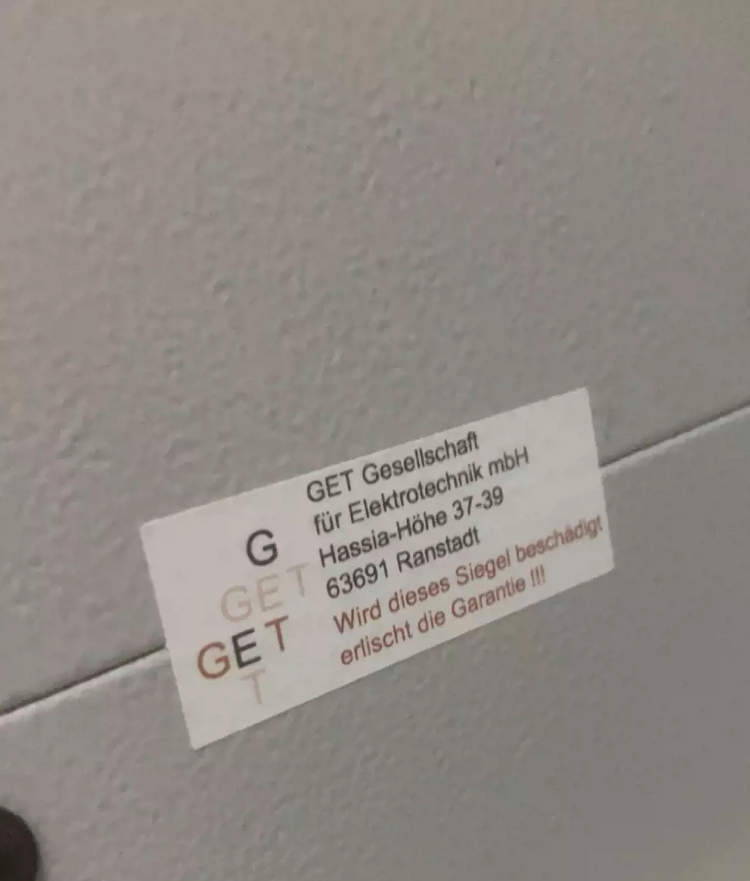 GET Gesellschaft
für Elektrotechnik mbH
Hassia-Höhe 37-39
63691 Ranstadt
Wird dieses Siegel beschädigt
erlischt die Garantie !!!
G
GET
GET
T